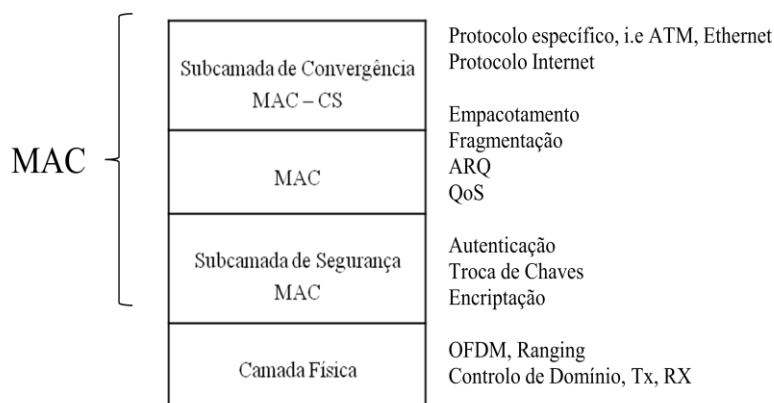 MAC
Subcamada de Convergência
MAC – CS
Protocolo específico, i.e ATM, Ethernet
Protocolo Internet
MAC
Empacotamento
Fragmentação
ARQ
QoS
Subcamada de Segurança
MAC
Autenticação
Troca de Chaves
Encriptação
Camada Física
OFDM, Ranging
Controlo de Domínio, Tx, RX